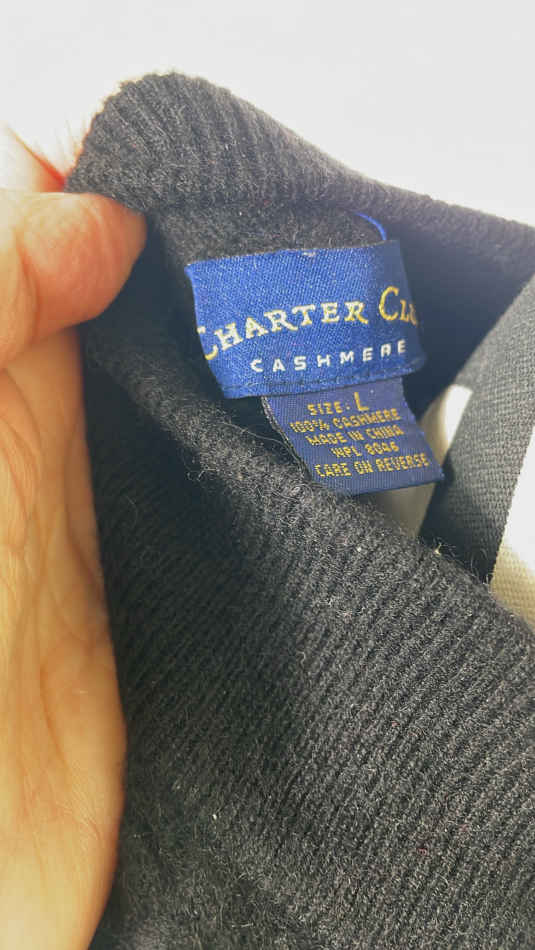 CHARTER CLU
CASHMERE
SIZE. L
100% CASHMERE
MADE IN CHINA
WPL 8046
CARE ON REVERSE